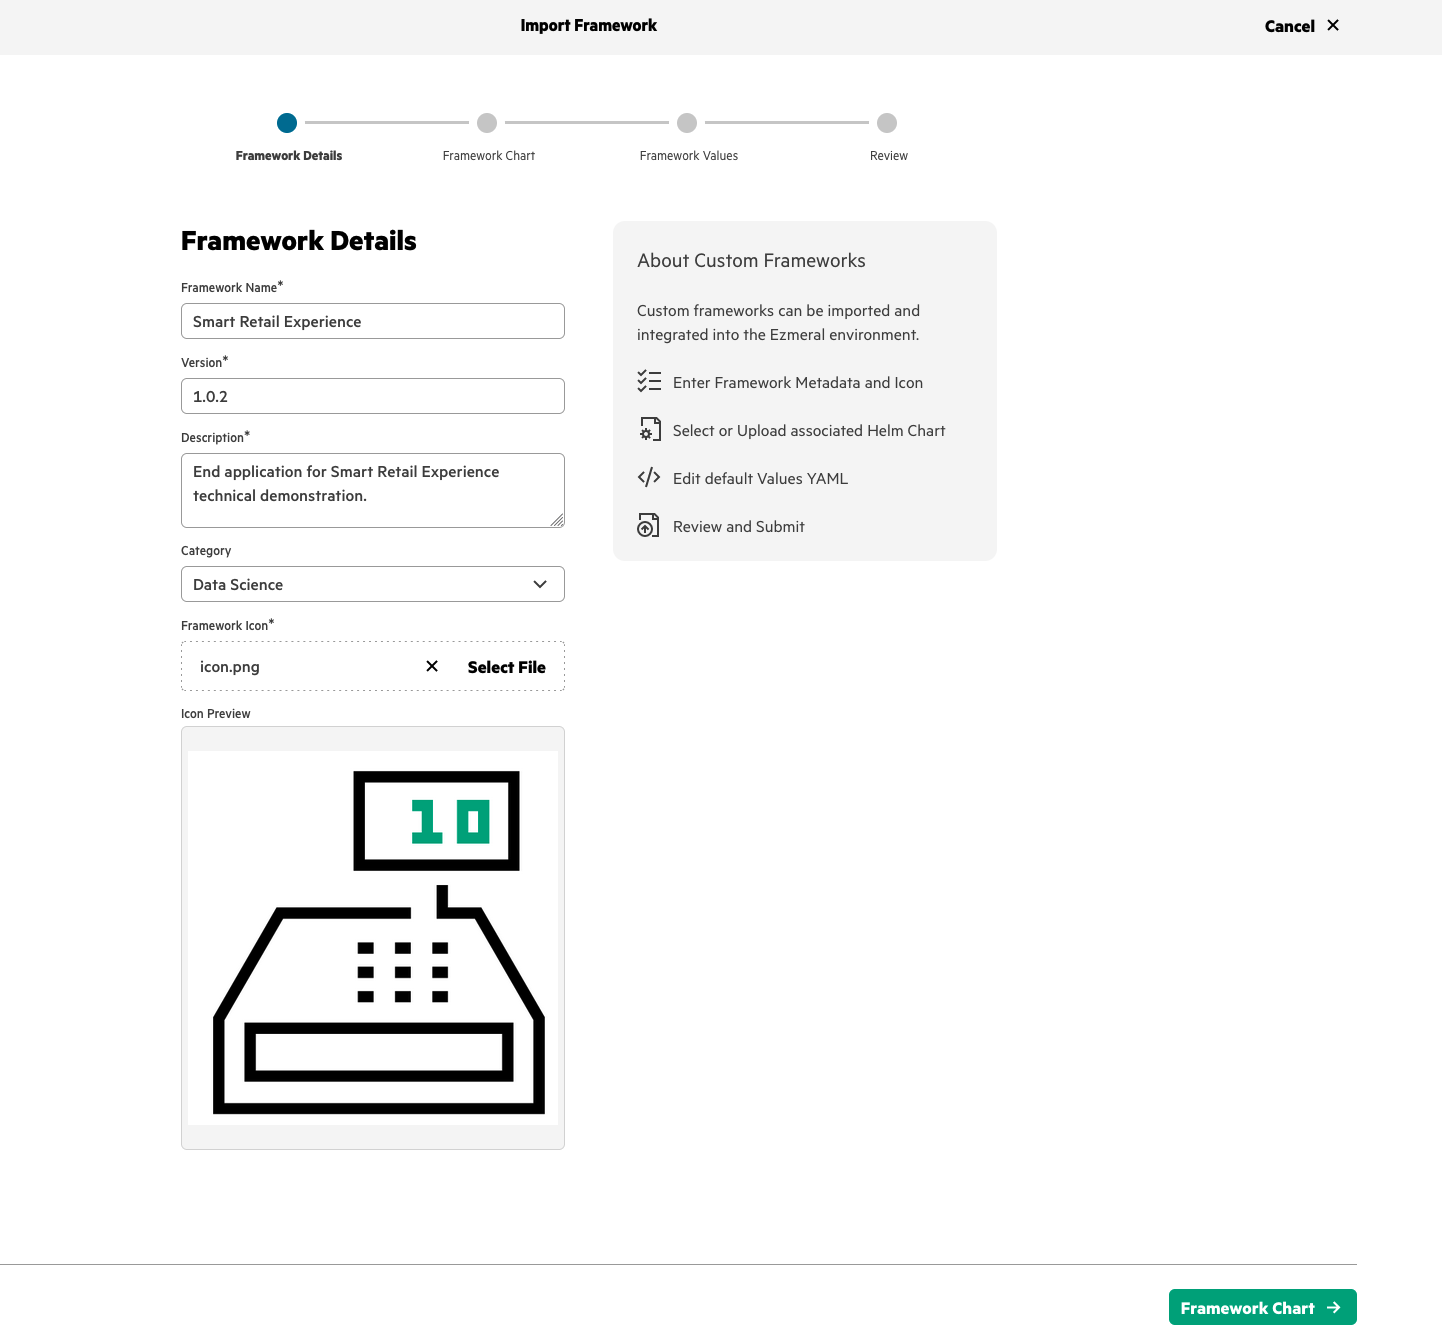 Import Framework
Cancel
Framework Details
Framework Chart
Framework Values
Review
Framework Details
Framework Name*
Smart Retail Experience
Version*
1.0.2
Description*
End application for Smart Retail Experience
technical demonstration.
Category
Data Science
Framework Icon*
icon.png
Select File
Icon Preview
10
About Custom Frameworks
Custom frameworks can be imported and
integrated into the Ezmeral environment.
Enter Framework Metadata and Icon
Select or Upload associated Helm Chart
Edit default Values YAML
Review and Submit
Framework Chart